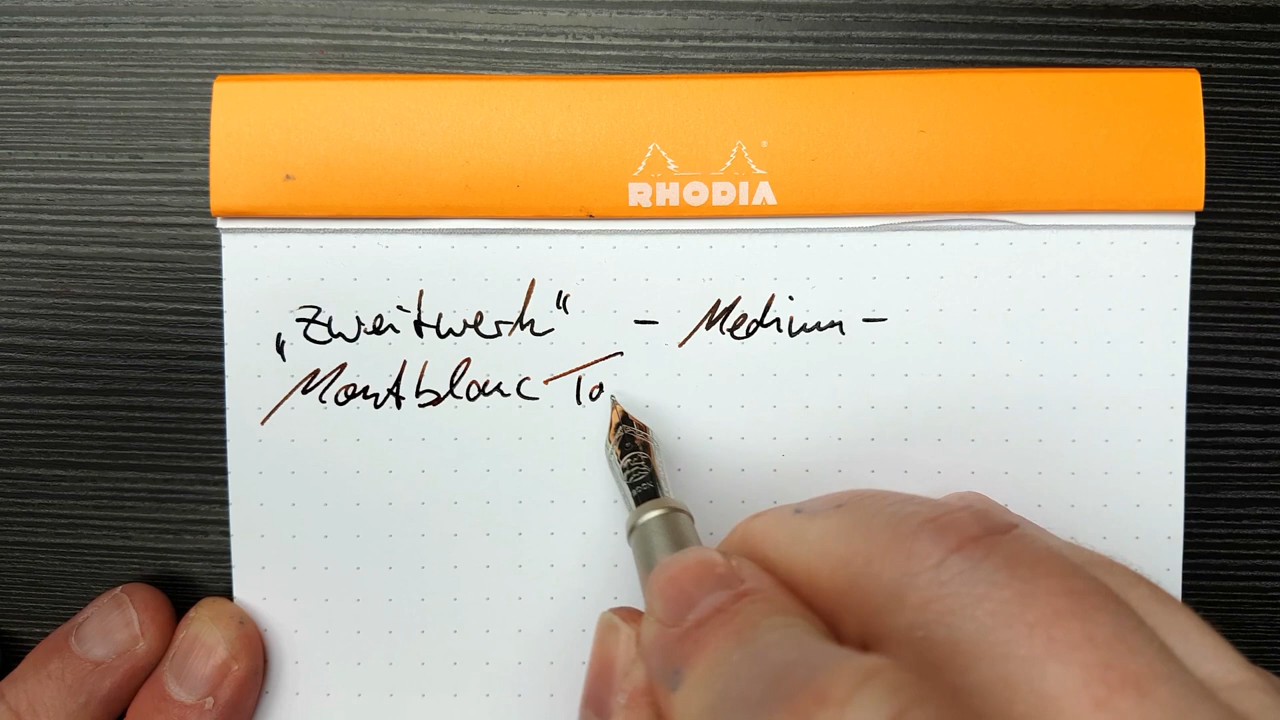 RHODIA
„Zweitwerk“ – Medium –
Montblanc To